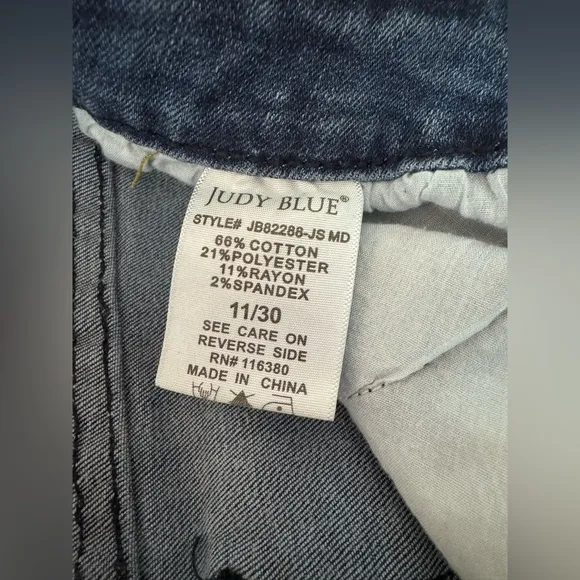 JUDY BLUE®
STYLE# JB82286-JS MD
66% COTTON
21%POLYESTER
11%RAYON
2%SPANDEX
11/30
SEE CARE ON
REVERSE SIDE
RN# 116380
MADE IN CHINA